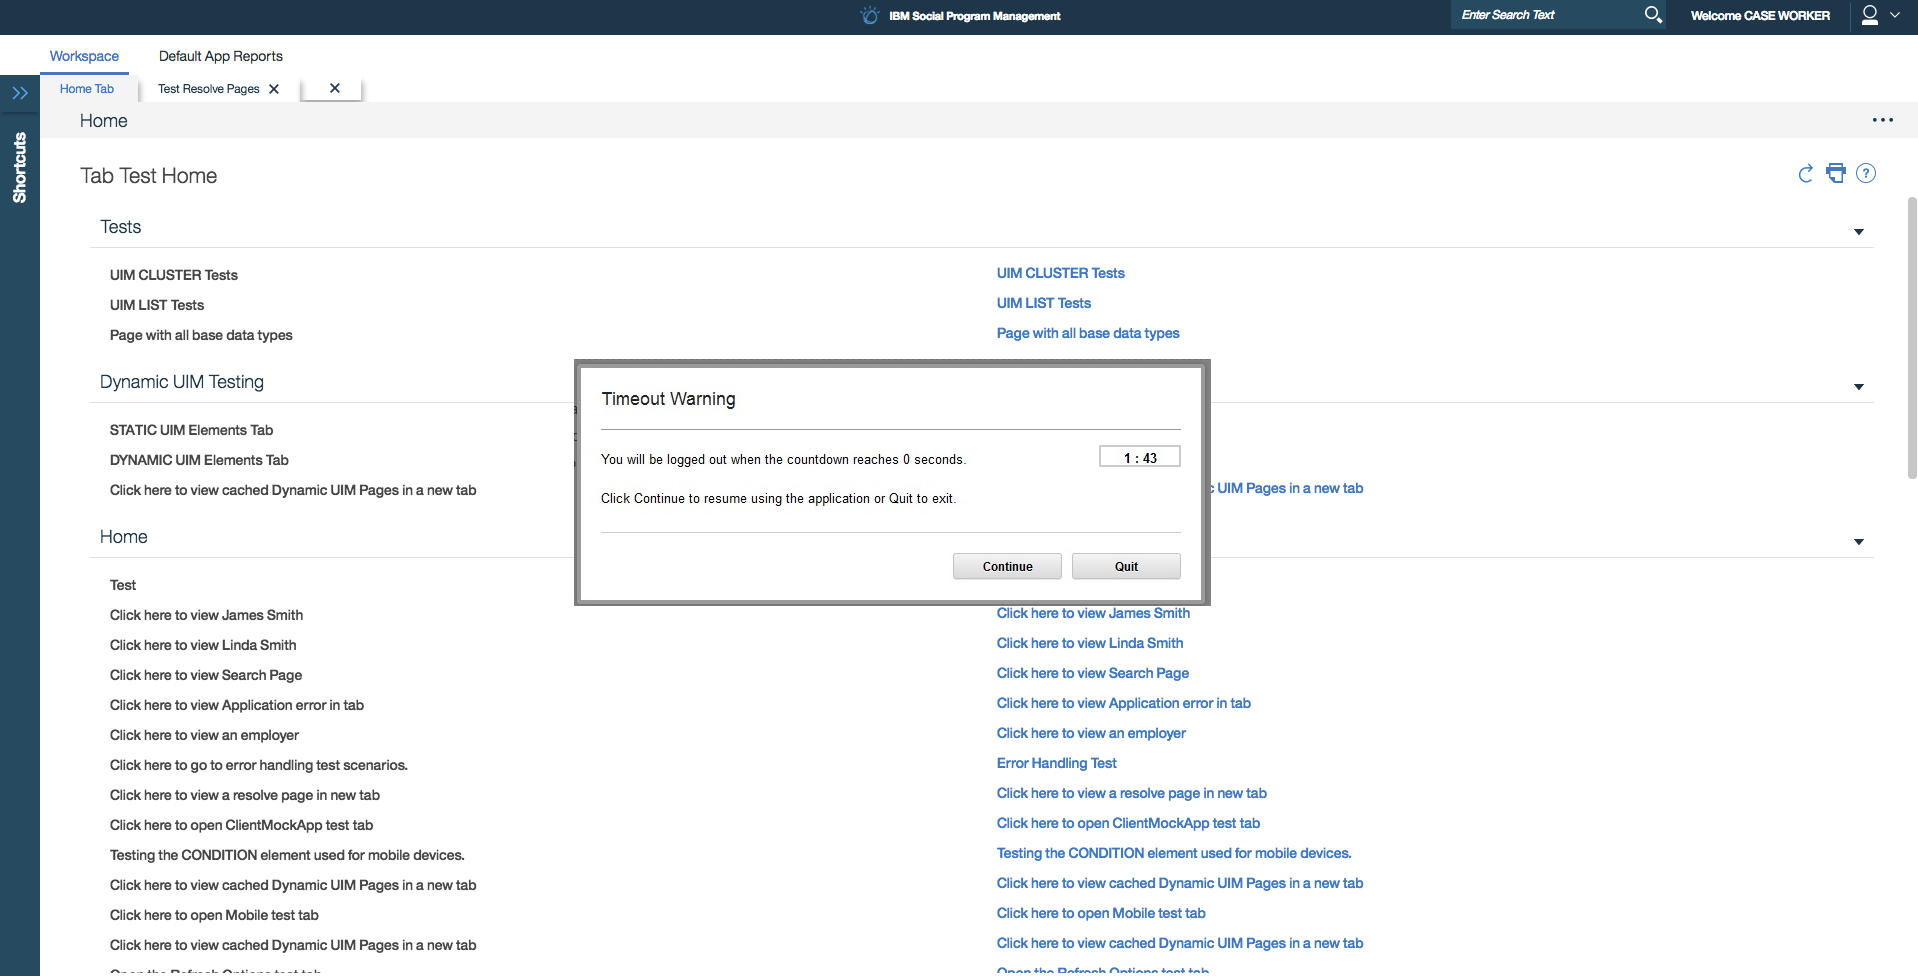 IBM Social Program Management
Enter Search Text
Welcome CASE WORKER
Workspace
Default App Reports
Home Tab
Test Resolve Pages
Shortcuts
Home
Tab Test Home
Tests
UIM CLUSTER Tests UIM CLUSTER Tests
UIM LIST Tests UIM LIST Tests
Page with all base data types Page with all base data types
Dynamic UIM Testing
STATIC UIM Elements Tab
DYNAMIC UIM Elements Tab
Click here to view cached Dynamic UIM Pages in a new tab UIM Pages in a new tab
Timeout Warning
You will be logged out when the countdown reaches 0 seconds. 1 : 43
Click Continue to resume using the application or Quit to exit.
Continue Quit
Home
Test
Click here to view James Smith Click here to view James Smith
Click here to view Linda Smith Click here to view Linda Smith
Click here to view Search Page Click here to view Search Page
Click here to view Application error in tab Click here to view Application error in tab
Click here to view an employer Click here to view an employer
Click here to go to error handling test scenarios. Error Handling Test
Click here to view a resolve page in new tab Click here to view a resolve page in new tab
Click here to open ClientMockApp test tab Click here to open ClientMockApp test tab
Testing the CONDITION element used for mobile devices. Testing the CONDITION element used for mobile devices.
Click here to view cached Dynamic UIM Pages in a new tab Click here to view cached Dynamic UIM Pages in a new tab
Click here to open Mobile test tab Click here to open Mobile test tab
Click here to view cached Dynamic UIM Pages in a new tab Click here to view cached Dynamic UIM Pages in a new tab
Open the Refresh Options test tab Open the Refresh Options test tab